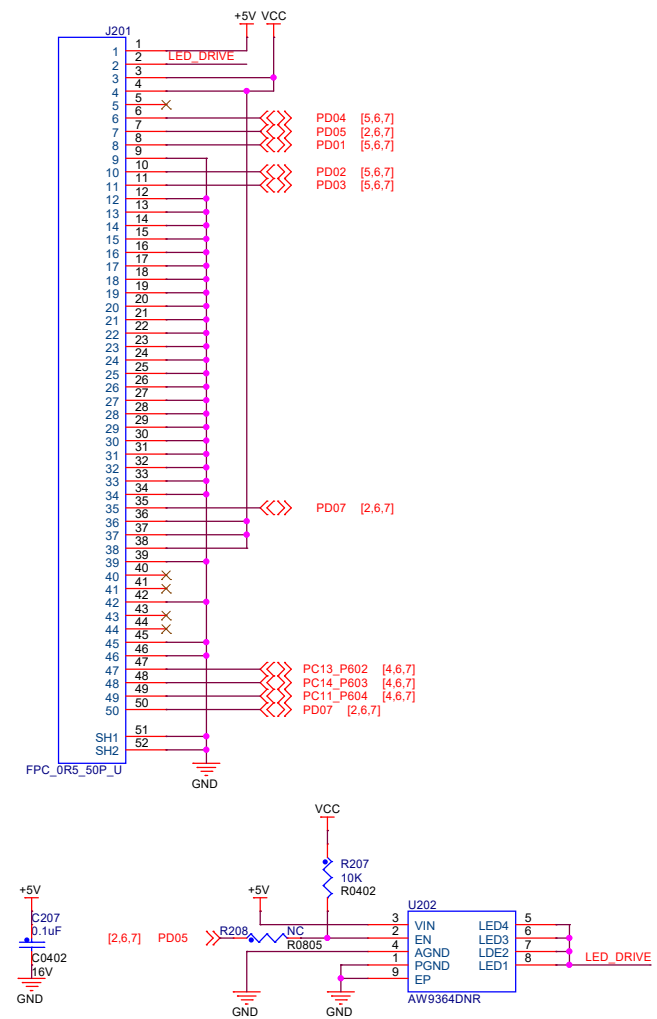 +5V VCC
J201
1 1
2 2 LED_DRIVE
3 3
4 4
5 5
6 6 PD04 [5,6,7]
7 7 PD05 [2,6,7]
8 8 PD01 [5,6,7]
9 9
10 10 PD02 [5,6,7]
11 11 PD03 [5,6,7]
12 12
13 13
14 14
15 15
16 16
17 17
18 18
19 19
20 20
21 21
22 22
23 23
24 24
25 25
26 26
27 27
28 28
29 29
30 30
31 31
32 32
33 33
34 34
35 35 PD07 [2,6,7]
36 36
37 37
38 38
39 39
40 40
41 41
42 42
43 43
44 44
45 45
46 46
47 47 PC13_P602 [4,6,7]
48 48 PC14_P603 [4,6,7]
49 49 PC11_P604 [4,6,7]
50 50 PD07 [2,6,7]
SH1 51
SH2 52
FPC_0R5_50P_U
GND
VCC
R207
10K
R0402
+5V
C207
0.1uF
C0402
16V
GND
+5V
[2,6,7] PD05
R208 NC
R0805
GND
GND
U202
3 VIN LED4 5
2 EN LED3 6
4 AGND LDE2 7
1 PGND LED1 8 LED_DRIVE
9 EP
AW9364DNR